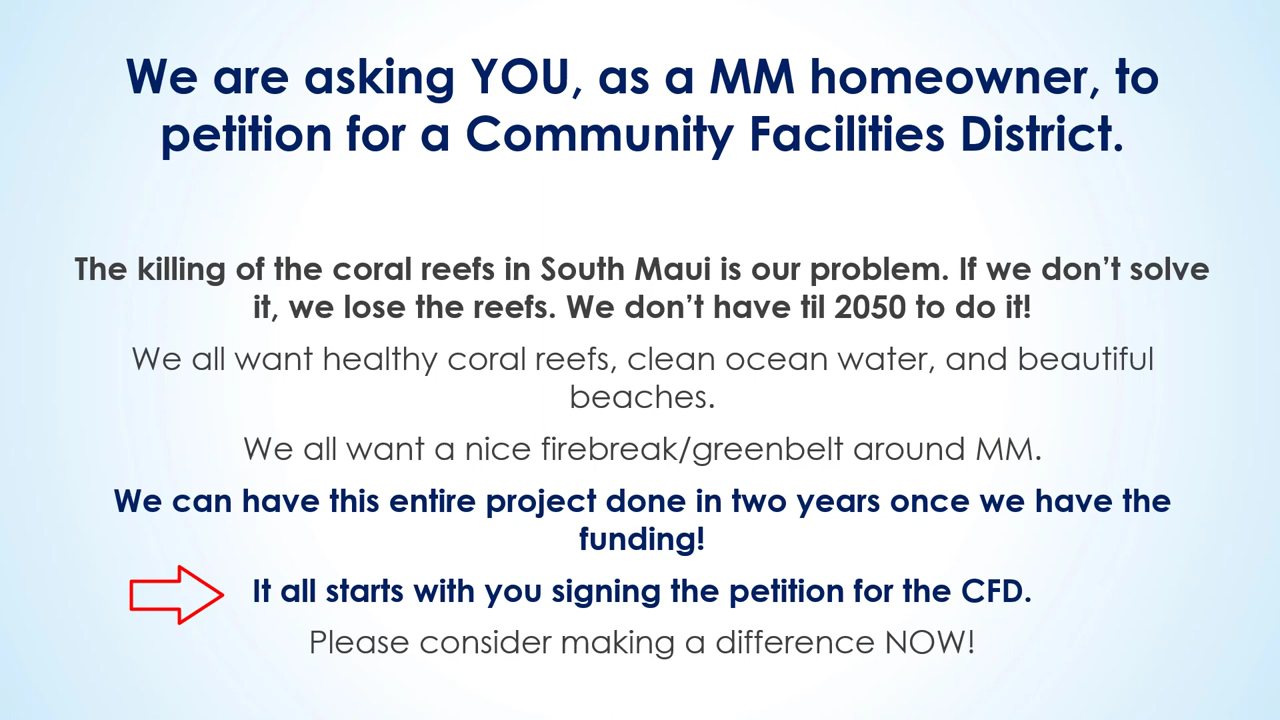 We are asking YOU, as a MM homeowner, to
petition for a Community Facilities District.
The killing of the coral reefs in South Maui is our problem. If we don’t solve
it, we lose the reefs. We don’t have til 2050 to do it!
We all want healthy coral reefs, clean ocean water, and beautiful
beaches.
We all want a nice firebreak/greenbelt around MM.
We can have this entire project done in two years once we have the
funding!
It all starts with you signing the petition for the CFD.
Please consider making a difference NOW!